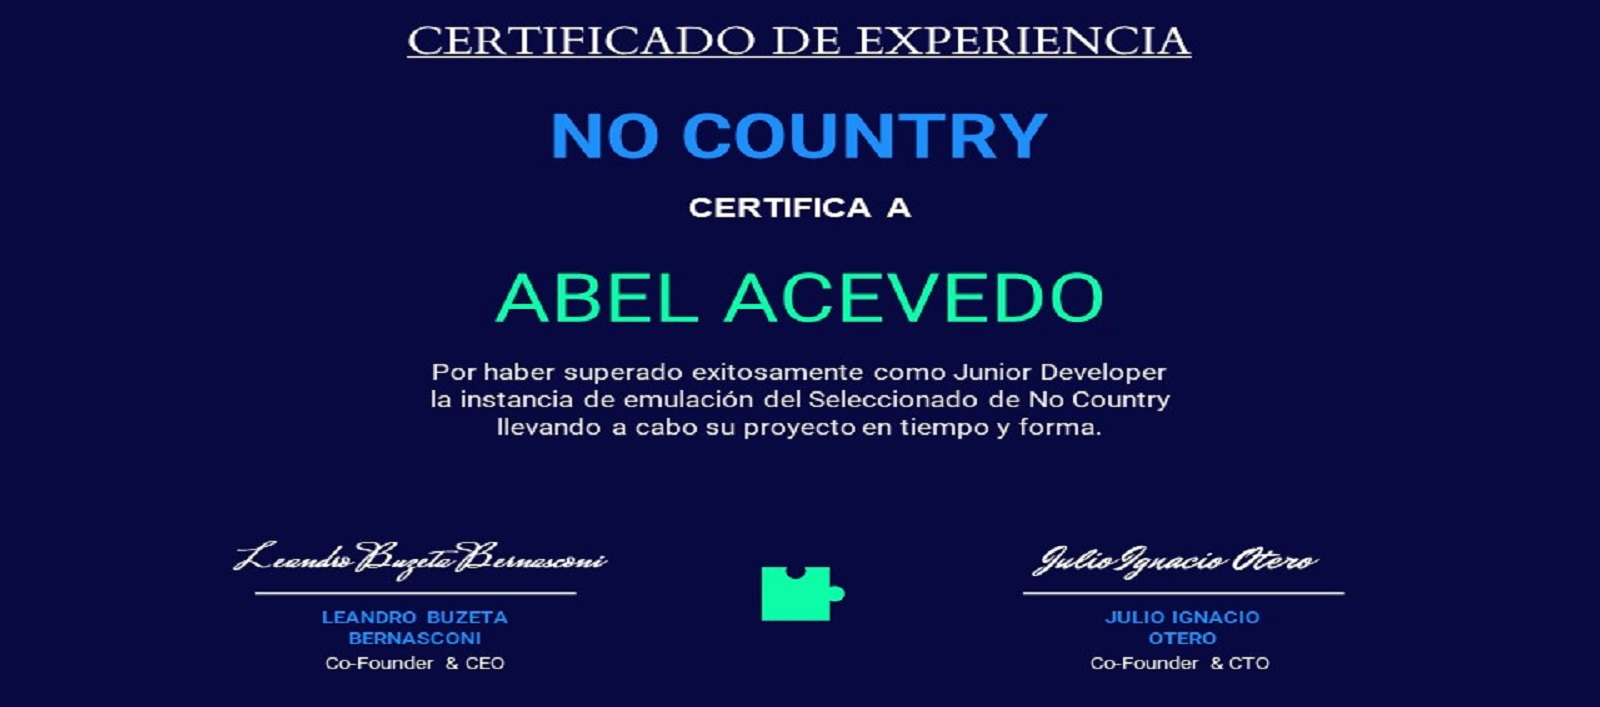 CERTIFICADO DE EXPERIENCIA
NO COUNTRY
CERTIFICA A
ABEL ACEVEDO
Por haber superado exitosamente como Junior Developer
la instancia de emulación del Seleccionado de No Country
llevando a cabo su proyecto en tiempo y forma.
Leandro Buzeta Bernasconi
LEANDRO BUZETA
BERNASCONI
Co-Founder & CEO
Julio Ignacio Otero
JULIO IGNACIO
OTERO
Co-Founder & CTO